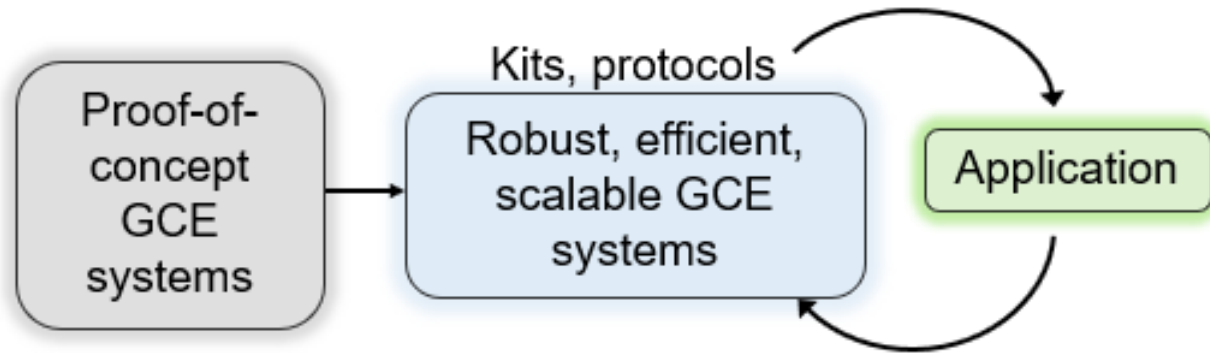 Proof-of-
concept
GCE
systems
Kits, protocols
Robust, efficient,
scalable GCE
systems
Application